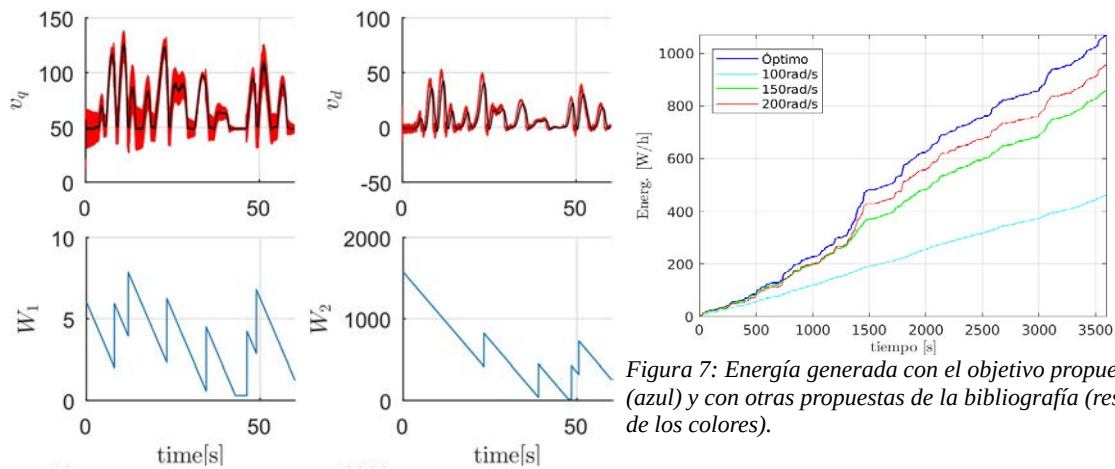 150
100
50
0
v_q
0
50
100
50
0
-50
v_d
0
50
10
5
0
W_1
0
50
time[s]
2000
1000
0
W_2
0
50
time[s]
1000
800
600
400
200
0
Energ. [W/h]
Óptimo
100rad/s
150rad/s
200rad/s
0
500
1000
1500
2000
2500
3000
3500
tiempo [s]
Figura 7: Energía generada con el objetivo propue
(azul) y con otras propuestas de la bibliografía (res
de los colores).